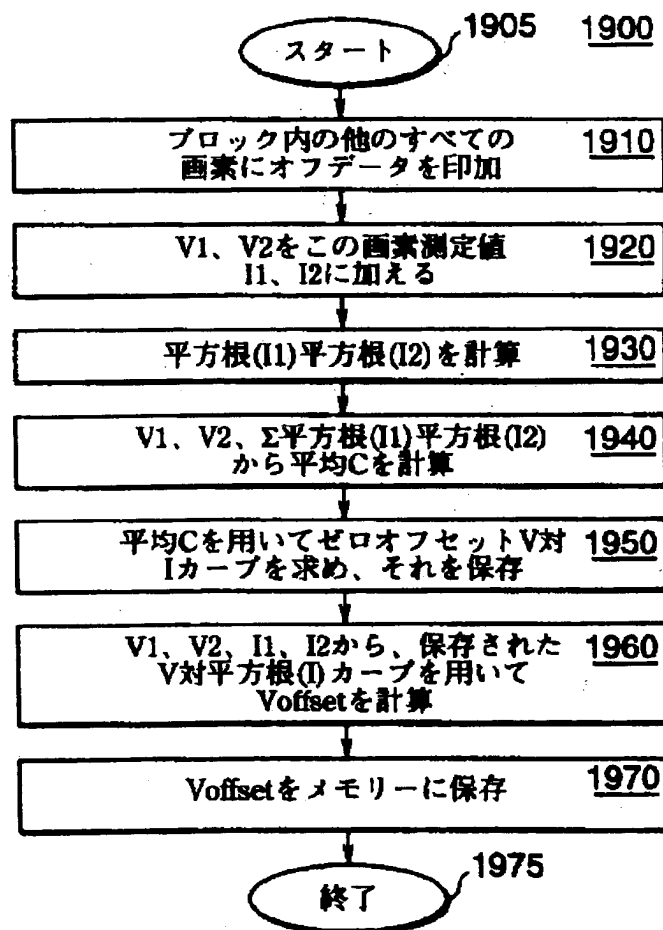 1905
1900
スタート
ブロック内の他のすべての
1910
画素にオフデータを印加
V1、V2をこの画素測定値
1920
I1、I2に加える
平方根(I1)平方根(I2)を計算
1930
V1、V2、Σ平方根(I1)平方根(I2)
1940
から平均Cを計算
平均Cを用いてゼロオフセットV対
1950
Iカーブを求め、それを保存
V1、V2、I1、I2から、保存された
1960
V対平方根(I)カーブを用いて
Voffsetを計算
Voffsetをメモリーに保存
1970
1975
終了